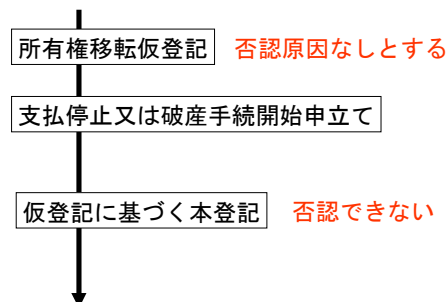 所有権移転仮登記 否認原因なしとする
支払停止又は破産手続開始申立て
仮登記に基づく本登記 否認できない